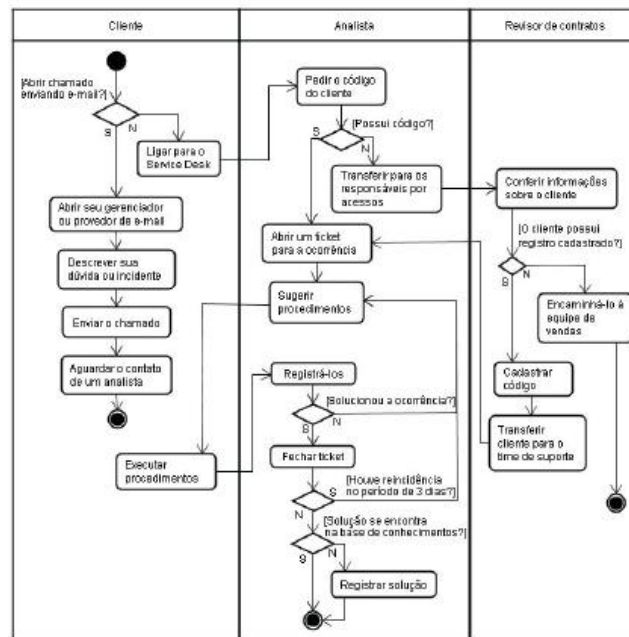 Cliente
Analista
Revisor de contratos
[Abrir chamado
enviando e-mail?]
S
N
Ligar para o
Service Desk
Abrir seu gerenciador
ou provedor de e-mail
Descrever sua
dúvida ou incidente
Enviar o chamado
Aguardar o contato
de um analista
Executar
procedimentos
Pedir o código
do cliente
[Possui código?]
S
N
Transferir para os
responsáveis por
acessos
Abrir um ticket
para a ocorrência
Sugerir
procedimentos
Registrá-los
[Solucionou a ocorrência?]
S
N
Fechar ticket
[Houve reincidência
no período de 3 dias?]
S
N
[Solução se encontra
na base de conhecimentos?]
S
N
Registrar solução
Conferir informações
sobre o cliente
[O cliente possui
registro cadastrado?]
S
N
Encaminhá-lo à
equipe de
vendas
Cadastrar
código
Transferir
cliente para o
time de suporte